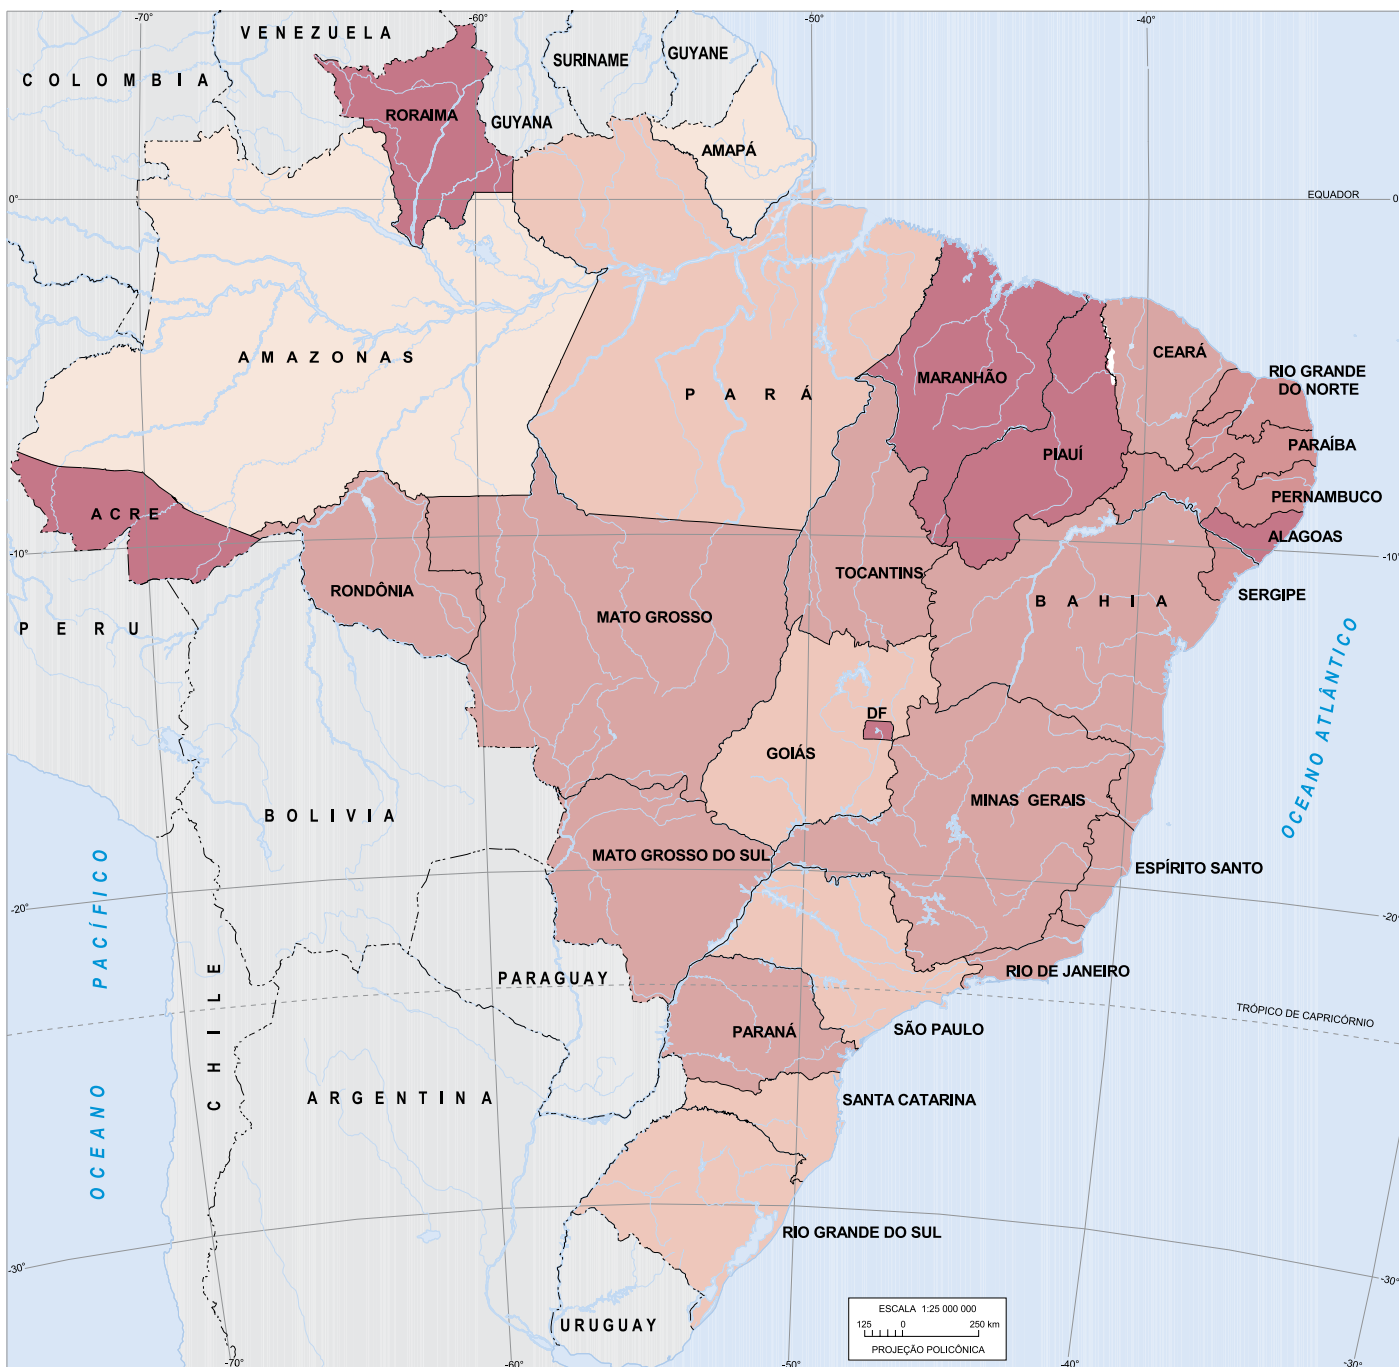 -70°
-60°
-50°
-40°
VENEZUELA
COLOMBIA
SURINAME
GUYANE
GUYANA
RORAIMA
AMAPÁ
0°
EQUADOR
0
AMAZONAS
PARÁ
MARANHÃO
CEARÁ
RIO GRANDE
DO NORTE
PARAÍBA
PIAUÍ
PERNAMBUCO
ACRE
ALAGOAS
-10°
-10°
RONDÔNIA
TOCANTINS
SERGIPE
BAHIA
MATO GROSSO
PERU
OCEANO ATLÂNTICO
DF
GOIÁS
MINAS GERAIS
BOLIVIA
MATO GROSSO DO SUL
ESPÍRITO SANTO
-20°
-20°
OCEANO PACÍFICO
CHILE
PARAGUAY
RIO DE JANEIRO
TRÓPICO DE CAPRICÓRNIO
SÃO PAULO
PARANÁ
ARGENTINA
SANTA CATARINA
RIO GRANDE DO SUL
-30°
-30°
URUGUAY
ESCALA 1:25 000 000
125 0 250 km
PROJEÇÃO POLICÔNICA
-70°
-60°
-50°
-40°
-30°